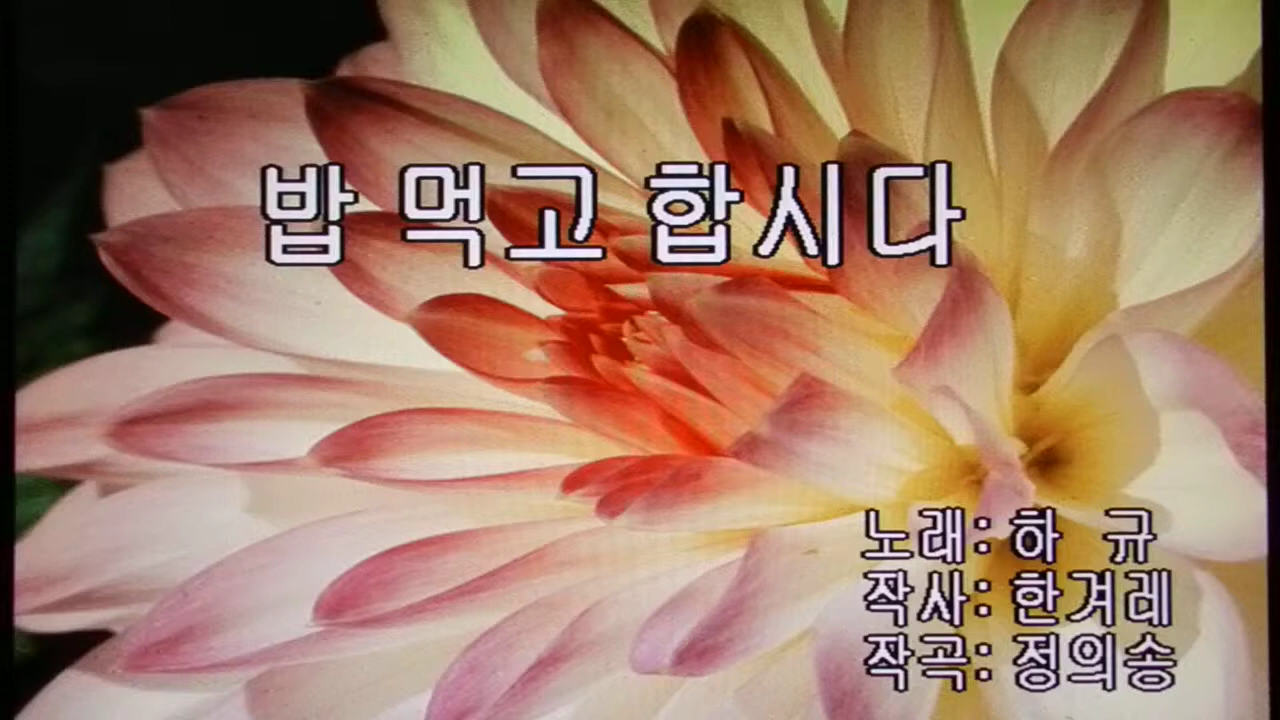 밥 먹고 합시다
노래: 하 규
작사: 한겨레
작곡: 정의송